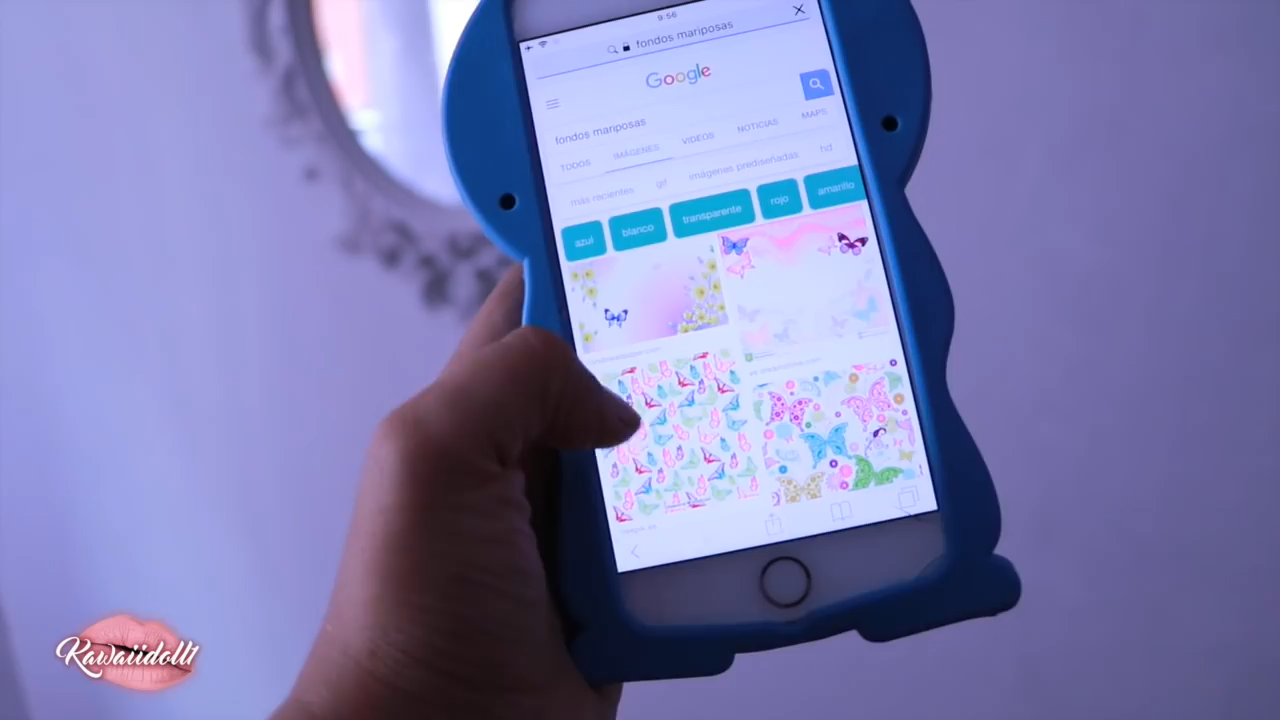 9:56
fondos mariposas
Google
fondos mariposas
TODOS IMÁGENES VIDEOS NOTICIAS MAPS
más recientes gif imágenes prediseñadas hd
azul blanco transparente rojo amarillo
Kawaiidoll1